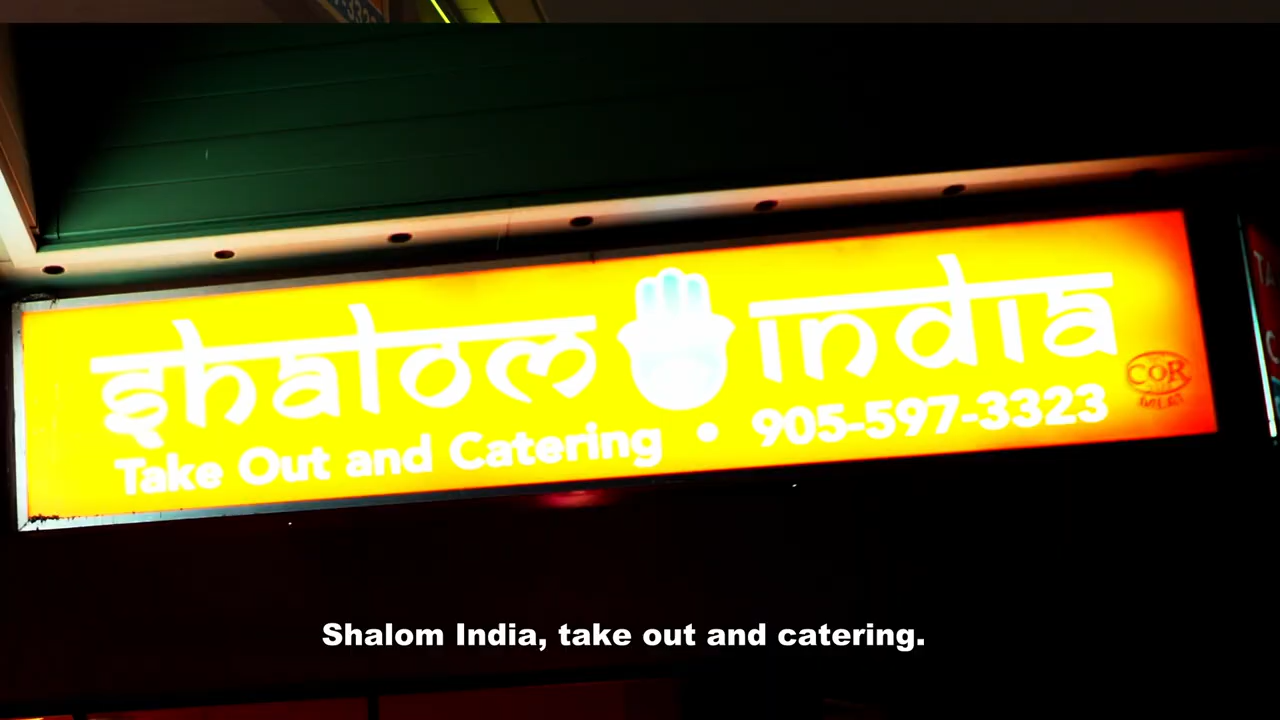 shalom india
Take Out and Catering • 905-597-3323
COR
Shalom India, take out and catering.